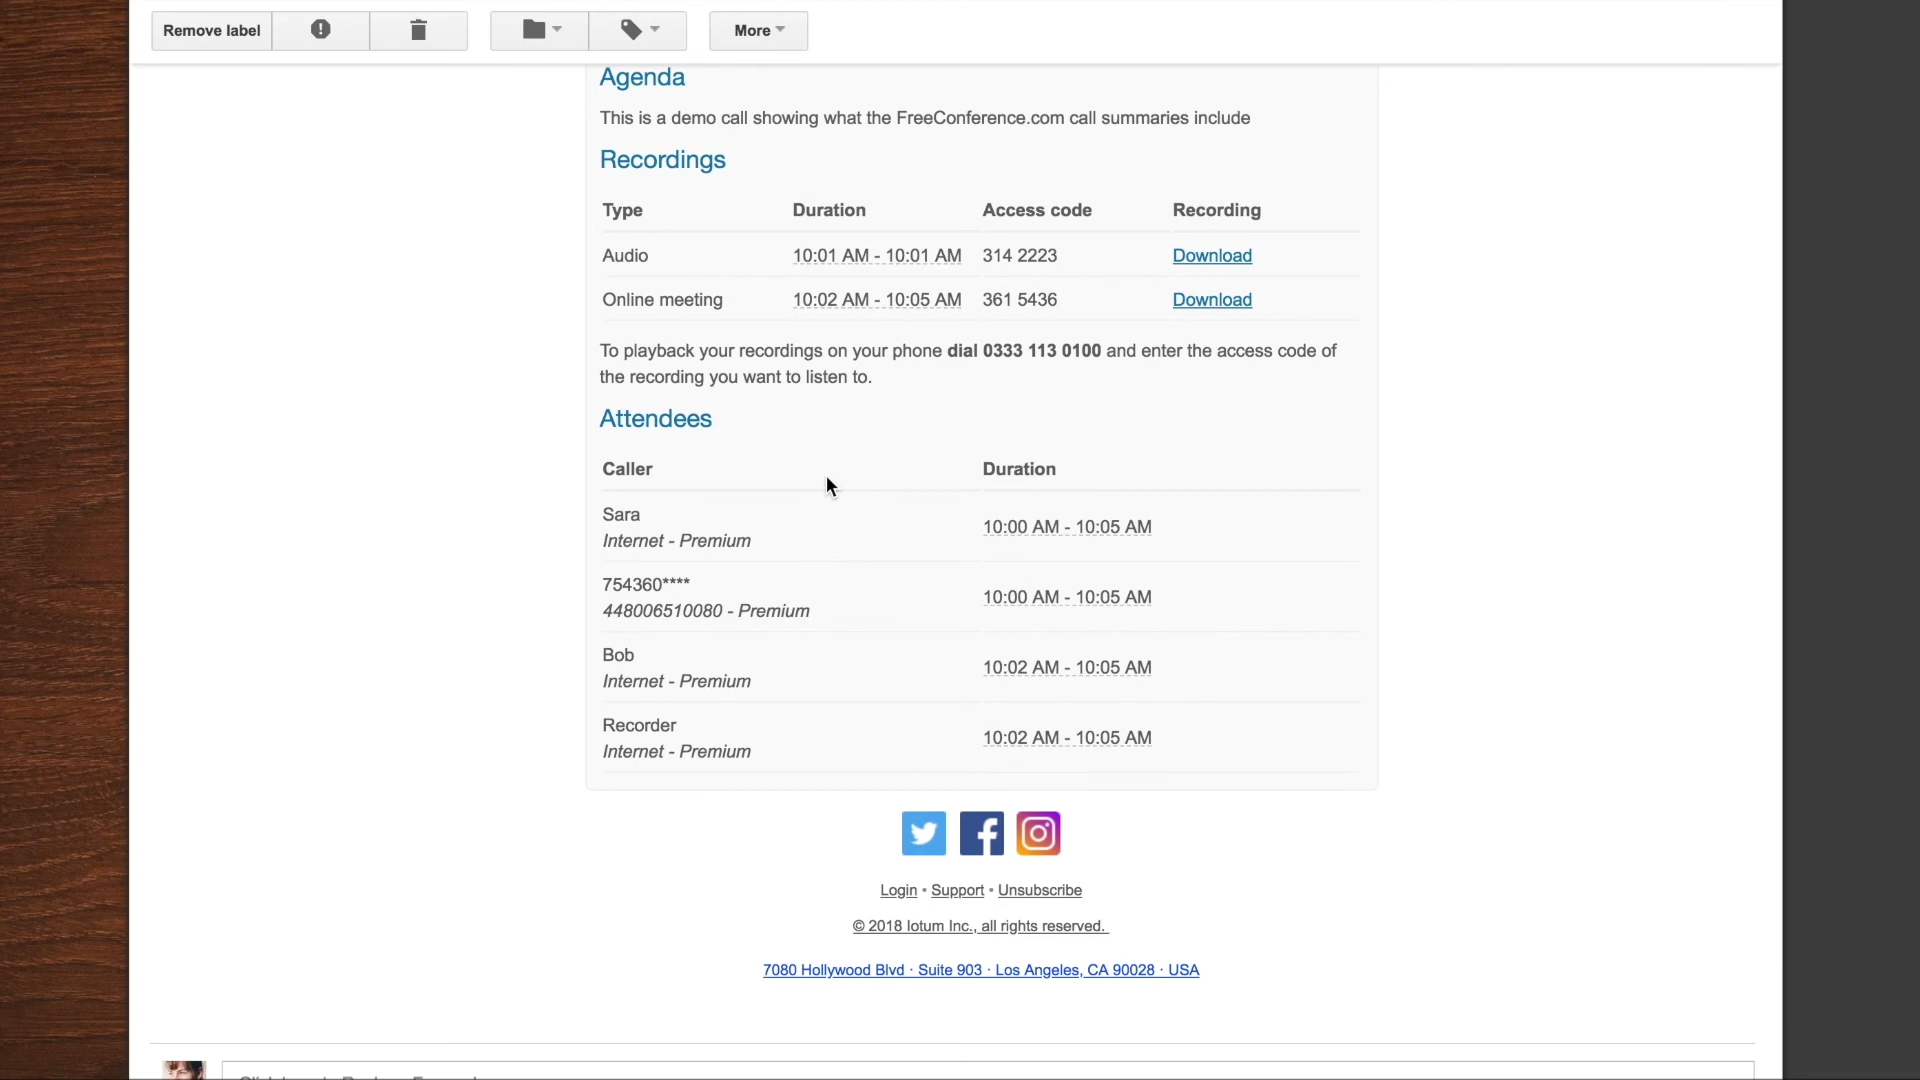 Remove label
More
Agenda
This is a demo call showing what the FreeConference.com call summaries include
Recordings
Type Duration Access code Recording
Audio 10:01 AM - 10:01 AM 314 2223 Download
Online meeting 10:02 AM - 10:05 AM 361 5436 Download
To playback your recordings on your phone dial 0333 113 0100 and enter the access code of
the recording you want to listen to.
Attendees
Caller Duration
Sara
Internet - Premium
10:00 AM - 10:05 AM
754360****
448006510080 - Premium
10:00 AM - 10:05 AM
Bob
Internet - Premium
10:02 AM - 10:05 AM
Recorder
Internet - Premium
10:02 AM - 10:05 AM
Login • Support • Unsubscribe
© 2018 Iotum Inc., all rights reserved.
7080 Hollywood Blvd · Suite 903 · Los Angeles, CA 90028 · USA